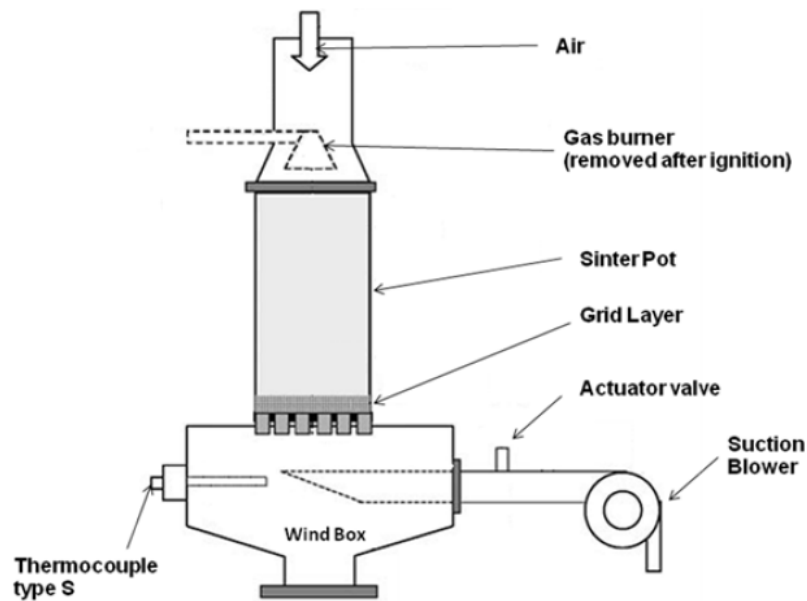 Air
Gas burner
(removed after ignition)
Sinter Pot
Grid Layer
Actuator valve
Suction
Blower
Wind Box
Thermocouple
type S